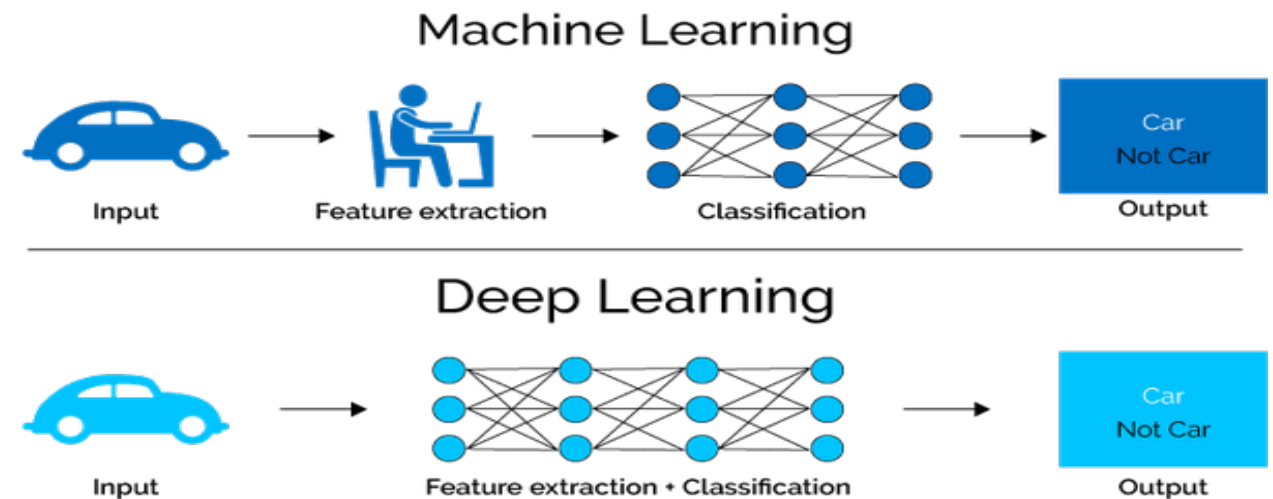 Machine Learning
Car
Not Car
Input
Feature extraction
Classification
Output
Deep Learning
Car
Not Car
Input
Feature extraction + Classification
Output